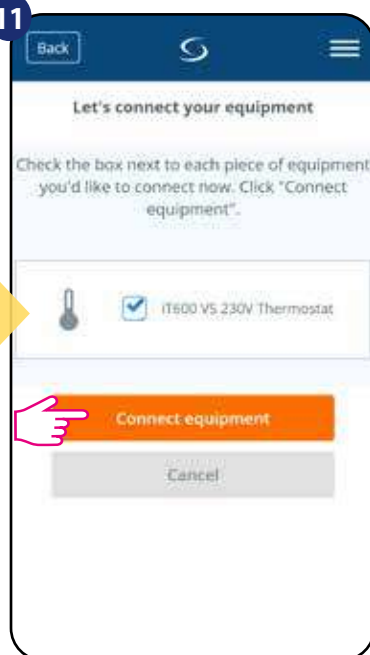 11
Back
Let's connect your equipment
Check the box next to each piece of equipment
you'd like to connect now. Click "Connect
equipment".
iT600 VS 230V Thermostat
Connect equipment
Cancel